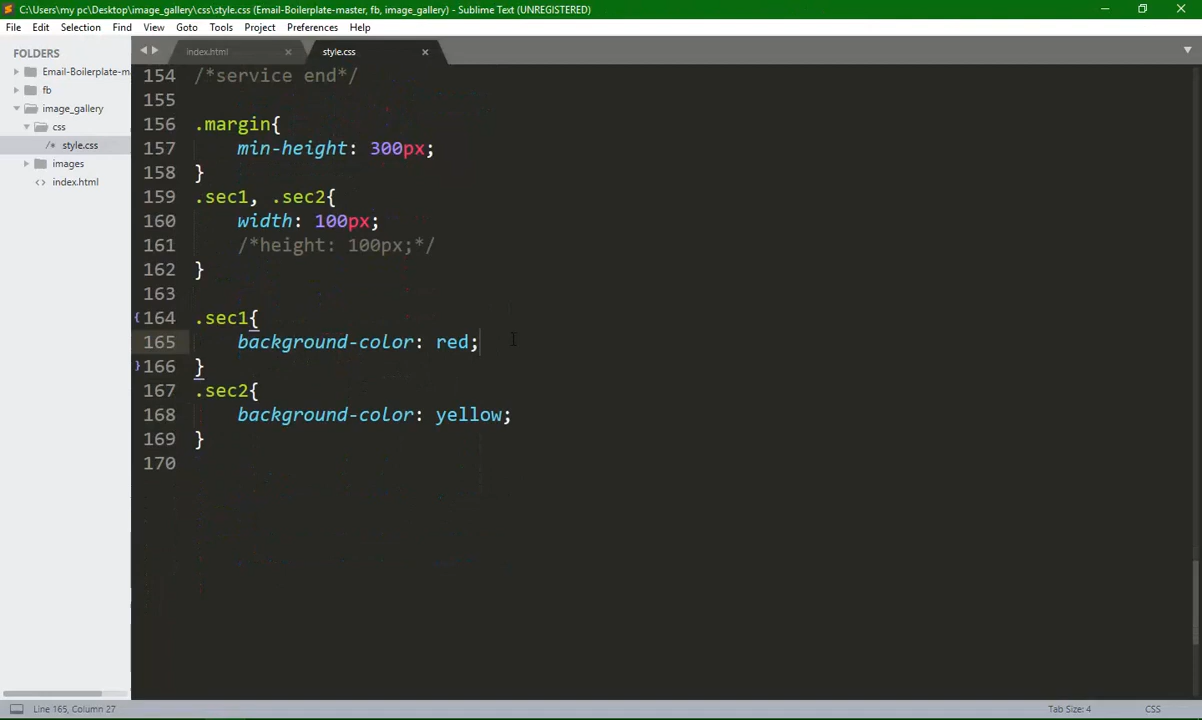 C:\Users\my pc\Desktop\image_gallery\css\style.css (Email-Boilerplate-master, fb, image_gallery) - Sublime Text (UNREGISTERED)
File Edit Selection Find View Goto Tools Project Preferences Help
FOLDERS
Email-Boilerplate-m
fb
image_gallery
css
/* style.css
images
<> index.html
index.html × style.css ×
154 /*service end*/
155
156 .margin{
157 min-height: 300px;
158 }
159 .sec1, .sec2{
160 width: 100px;
161 /*height: 100px;*/
162 }
163
164 .sec1{
165 background-color: red;
166 }
167 .sec2{
168 background-color: yellow;
169 }
170
Line 165, Column 27 Tab Size: 4 CSS